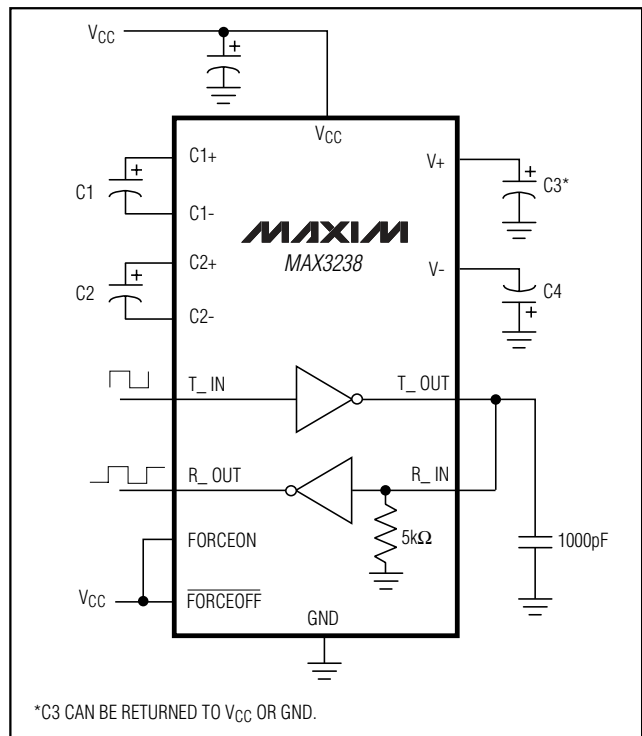 VCC
VCC
C1+
V+
C1
C3*
C1-
MAXIM
MAX3238
C2+
V-
C2
C4
C2-
T_ IN
T_ OUT
R_ OUT
R_ IN
5kΩ
1000pF
FORCEON
VCC
FORCEOFF
GND
*C3 CAN BE RETURNED TO VCC OR GND.